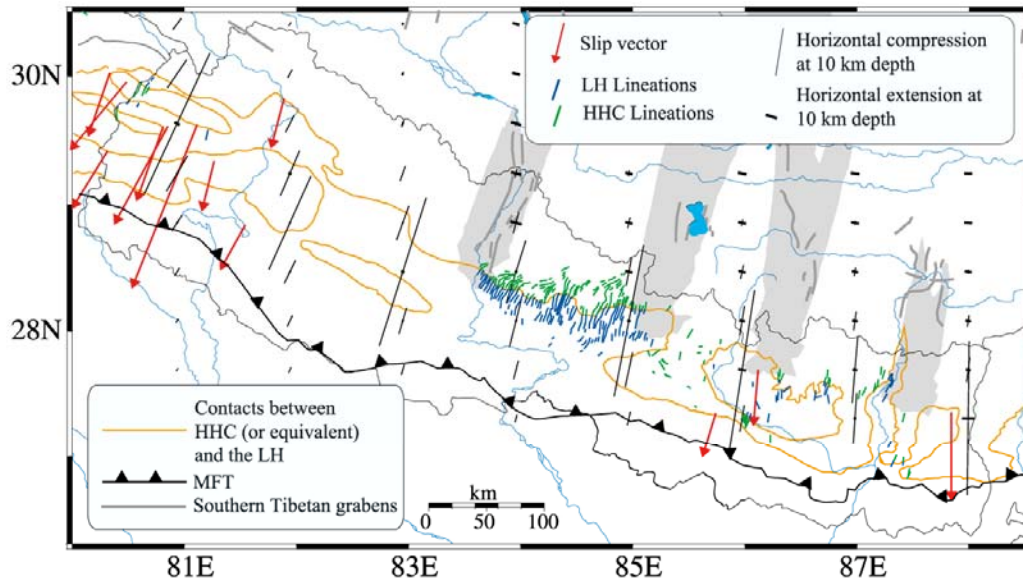 30N
28N
81E
83E
85E
87E
Slip vector
LH Lineations
HHC Lineations
Horizontal compression
at 10 km depth
Horizontal extension at
10 km depth
Contacts between
HHC (or equivalent)
and the LH
MFT
Southern Tibetan grabens
km
0 50 100